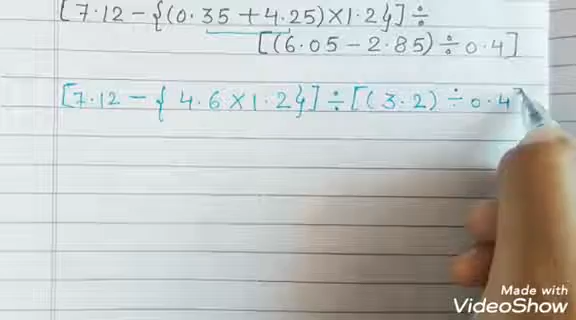 [7.12 - {(0.35 + 4.25) × 1.2}] ÷
[(6.05 - 2.85) ÷ 0.4]
[7.12 - { 4.6 × 1.2}] ÷ [(3.2) ÷ 0.4]
Made with
VideoShow